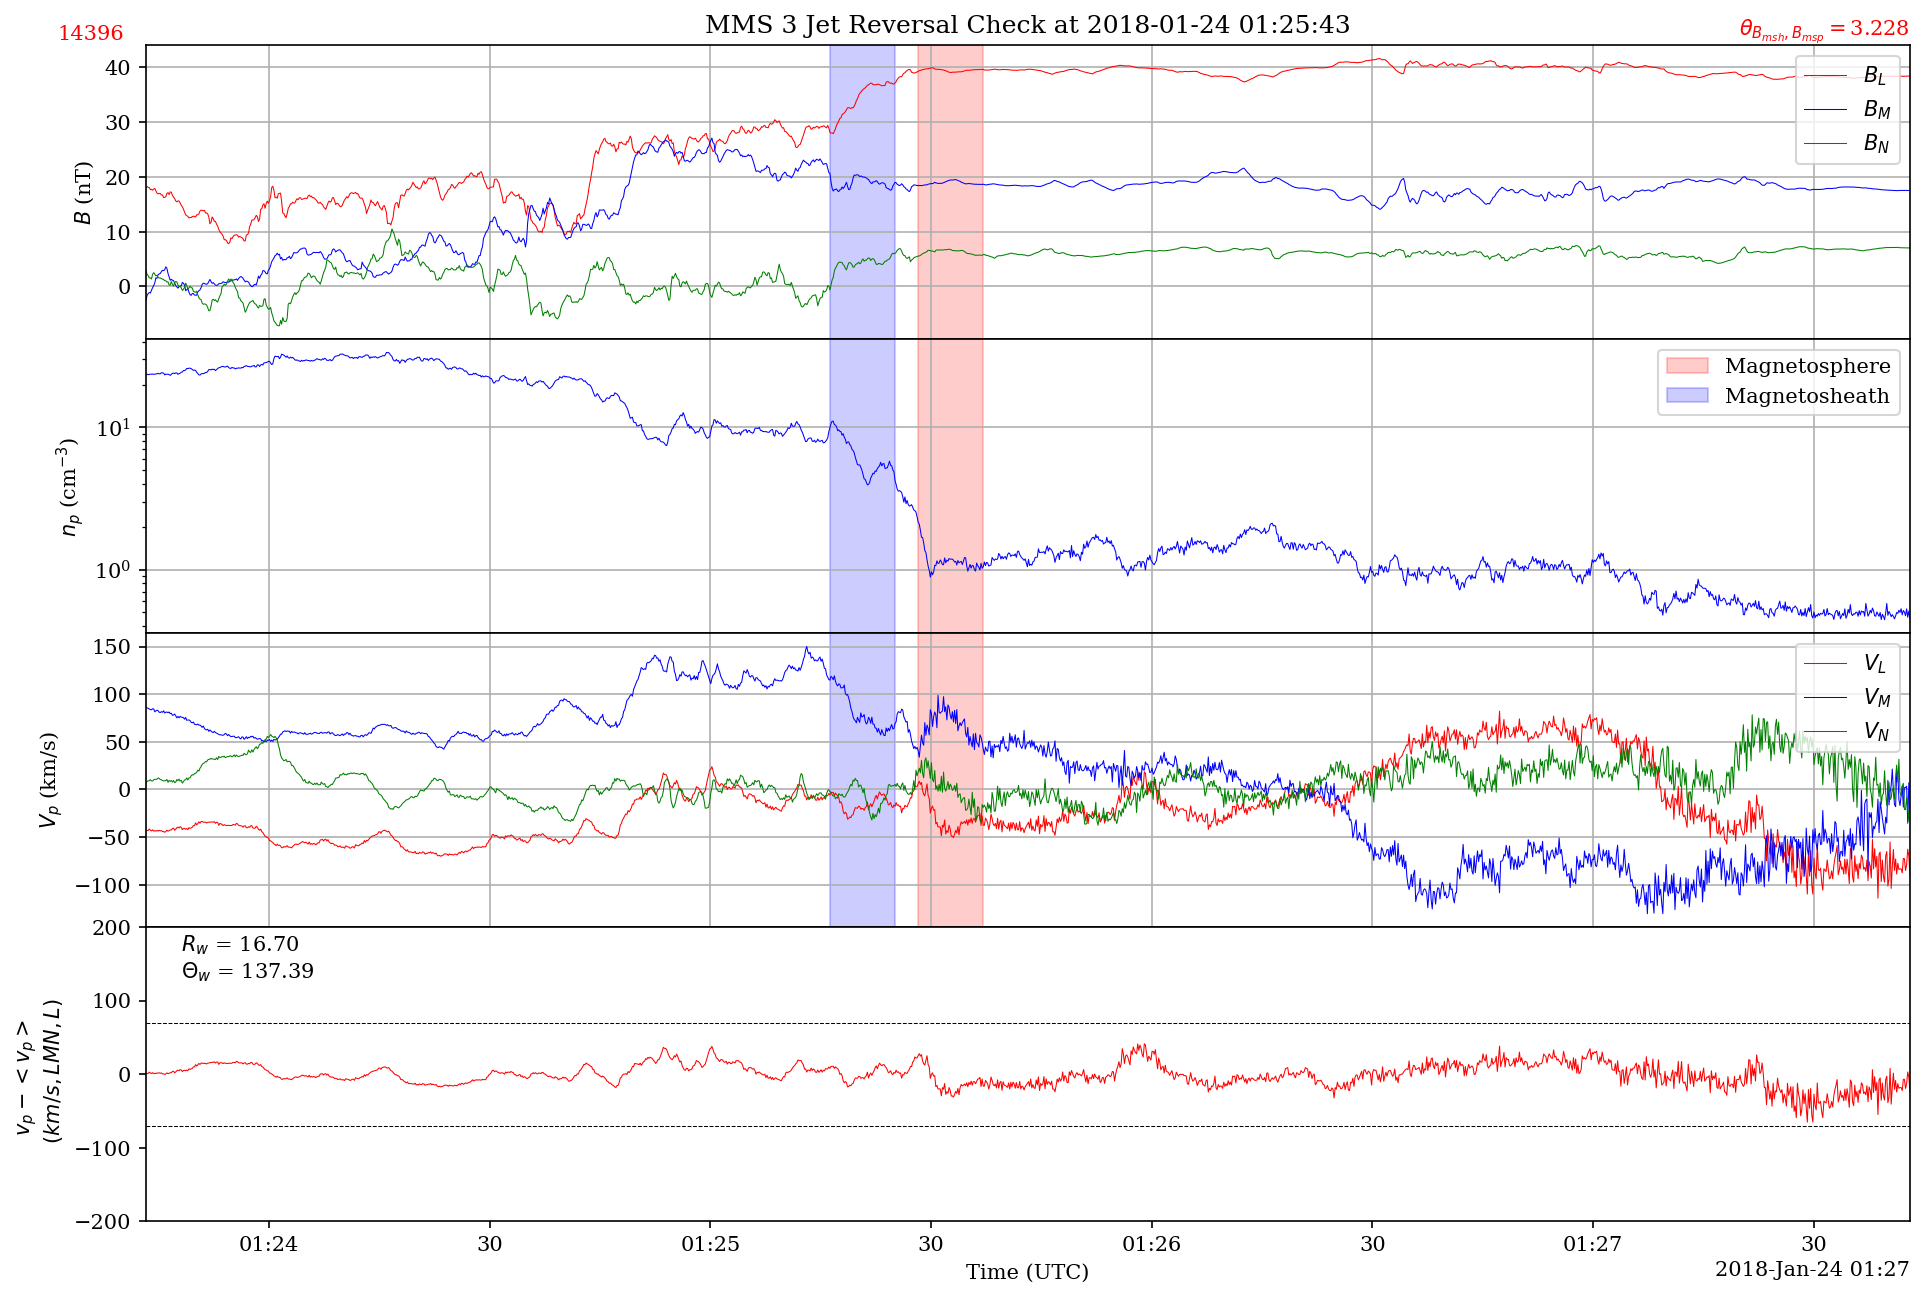 MMS 3 Jet Reversal Check at 2018-01-24 01:25:43
14396
θ_{B_{msh}, B_{msp}} = 3.228
40
30
20
10
0
B (nT)
B_L
B_M
B_N
10^1
10^0
n_p (cm^{−3})
Magnetosphere
Magnetosheath
150
100
50
0
−50
−100
V_p (km/s)
V_L
V_M
V_N
200
100
0
−100
−200
v_p − < v_p >
(km/s, LMN, L)
R_w = 16.70
Θ_w = 137.39
01:24
30
01:25
30
01:26
30
01:27
30
Time (UTC)
2018-Jan-24 01:27